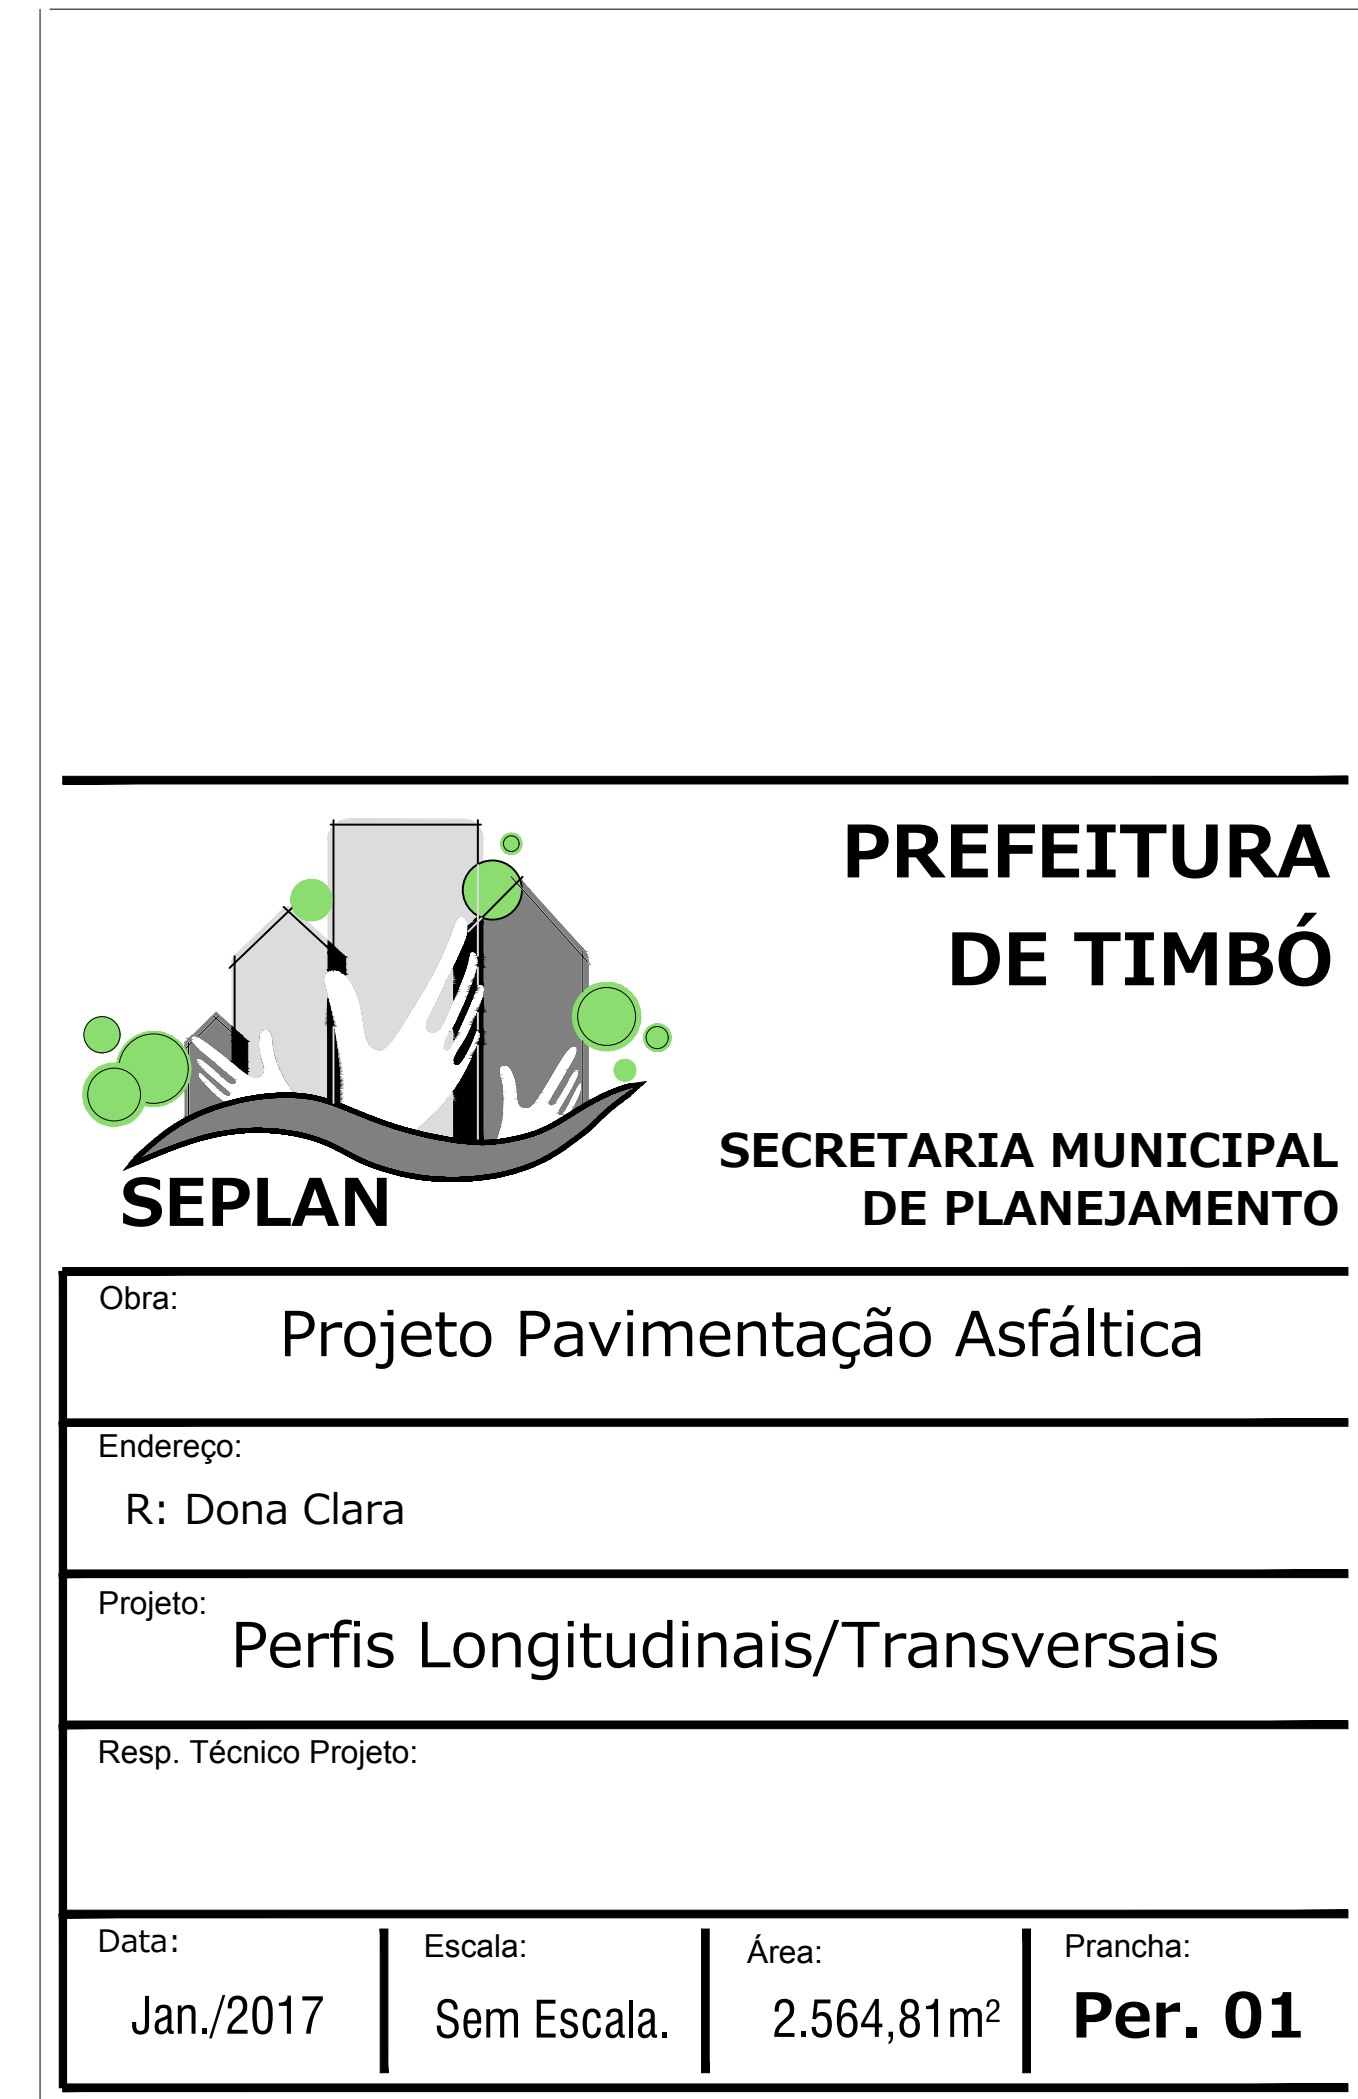 PREFEITURA
DE TIMBÓ
SECRETARIA MUNICIPAL
DE PLANEJAMENTO
SEPLAN
Obra:
Projeto Pavimentação Asfáltica
Endereço:
R: Dona Clara
Projeto:
Perfis Longitudinais/Transversais
Resp. Técnico Projeto:
Data:
Jan./2017
Escala:
Sem Escala.
Área:
2.564,81m²
Prancha:
Per. 01